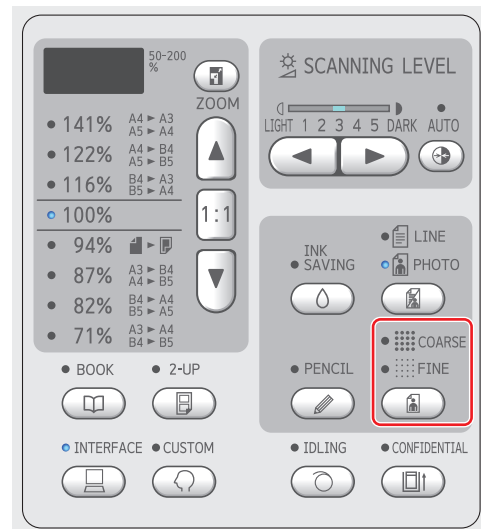 50-200
%
ZOOM
141% A4 ► A3
A5 ► A4
122% A4 ► B4
A5 ► B5
116% B4 ► A3
B5 ► A4
100%
1:1
94%
87% A3 ► B4
A4 ► B5
82% B4 ► A4
B5 ► A5
71% A3 ► A4
B4 ► B5
BOOK 2-UP
INTERFACE CUSTOM
SCANNING LEVEL
LIGHT 1 2 3 4 5 DARK AUTO
INK
SAVING
LINE
PHOTO
PENCIL
COARSE
FINE
IDLING CONFIDENTIAL